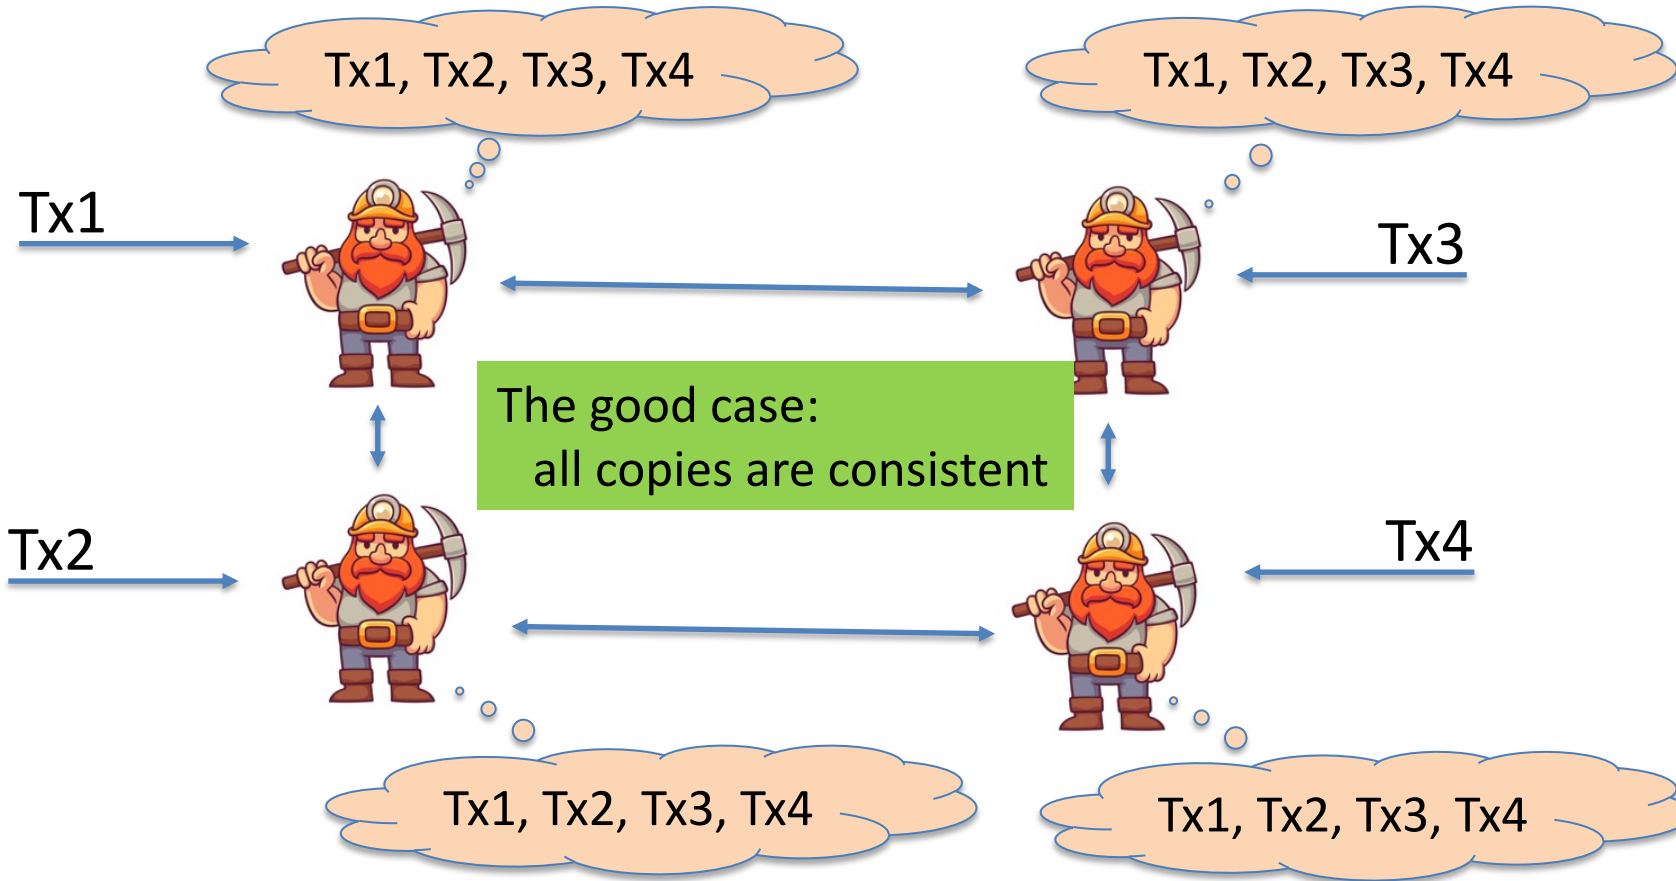 Tx1, Tx2, Tx3, Tx4
Tx1, Tx2, Tx3, Tx4
Tx1
Tx3
The good case:
all copies are consistent
Tx2
Tx4
Tx1, Tx2, Tx3, Tx4
Tx1, Tx2, Tx3, Tx4